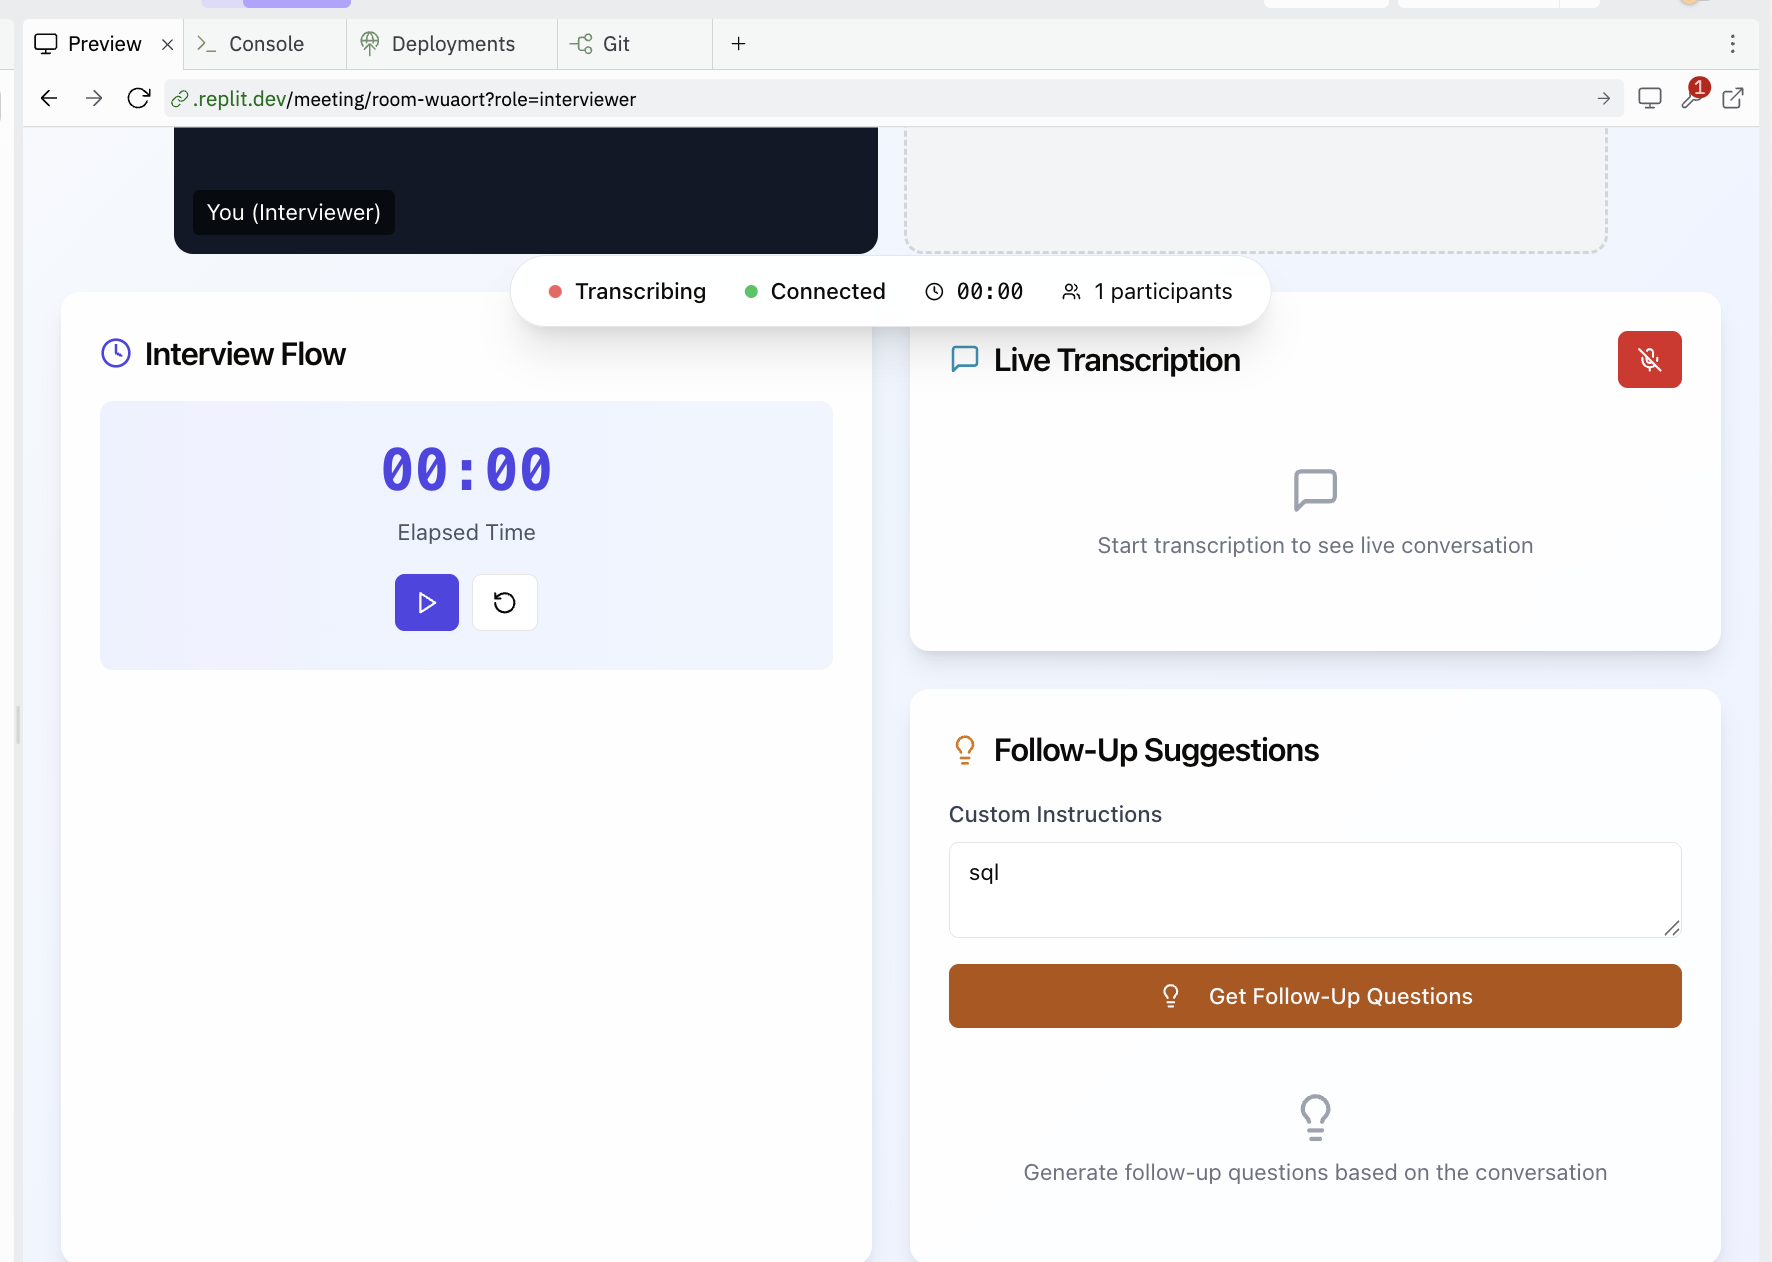 Preview
Console
Deployments
Git
.replit.dev/meeting/room-wuaort?role=interviewer
1
You (Interviewer)
Transcribing
Connected
00:00
1 participants
Interview Flow
00:00
Elapsed Time
Live Transcription
Start transcription to see live conversation
Follow-Up Suggestions
Custom Instructions
sql
Get Follow-Up Questions
Generate follow-up questions based on the conversation